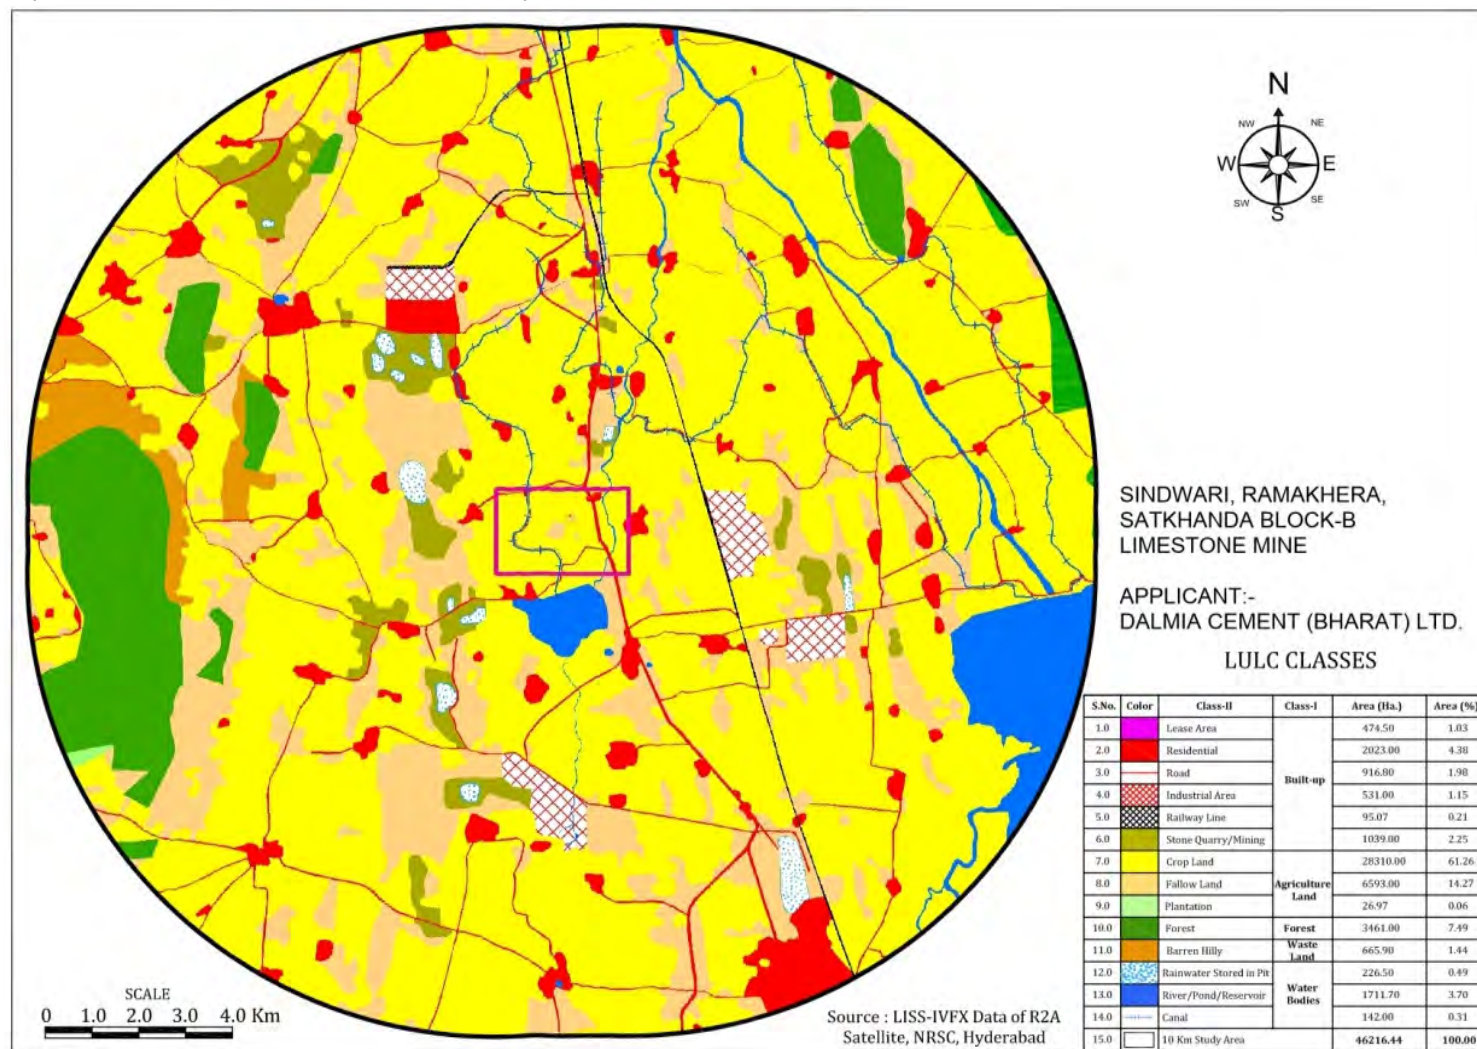 N
NW NE
W E
SW SE
S
SINDWARI, RAMAKHERA,
SATKHANDA BLOCK-B
LIMESTONE MINE
APPLICANT:-
DALMIA CEMENT (BHARAT) LTD.
LULC CLASSES
S.No. Color Class-II Class-I Area (Ha.) Area (%)
1.0 Lease Area 474.50 1.03
2.0 Residential 2023.00 4.38
3.0 Road 916.80 1.98
Built-up
4.0 Industrial Area 531.00 1.15
5.0 Railway Line 95.07 0.21
6.0 Stone Quarry/Mining 1039.00 2.25
7.0 Crop Land 28310.00 61.26
8.0 Fallow Land Agriculture Land 6593.00 14.27
9.0 Plantation 26.97 0.06
10.0 Forest Forest 3461.00 7.49
11.0 Barren Hilly Waste Land 665.90 1.44
12.0 Rainwater Stored in Pit 226.50 0.49
13.0 River/Pond/Reservoir Water Bodies 1711.70 3.70
14.0 Canal 142.00 0.31
15.0 10 Km Study Area 46216.44 100.00
SCALE
0 1.0 2.0 3.0 4.0 Km
Source : LISS-IVFX Data of R2A
Satellite, NRSC, Hyderabad